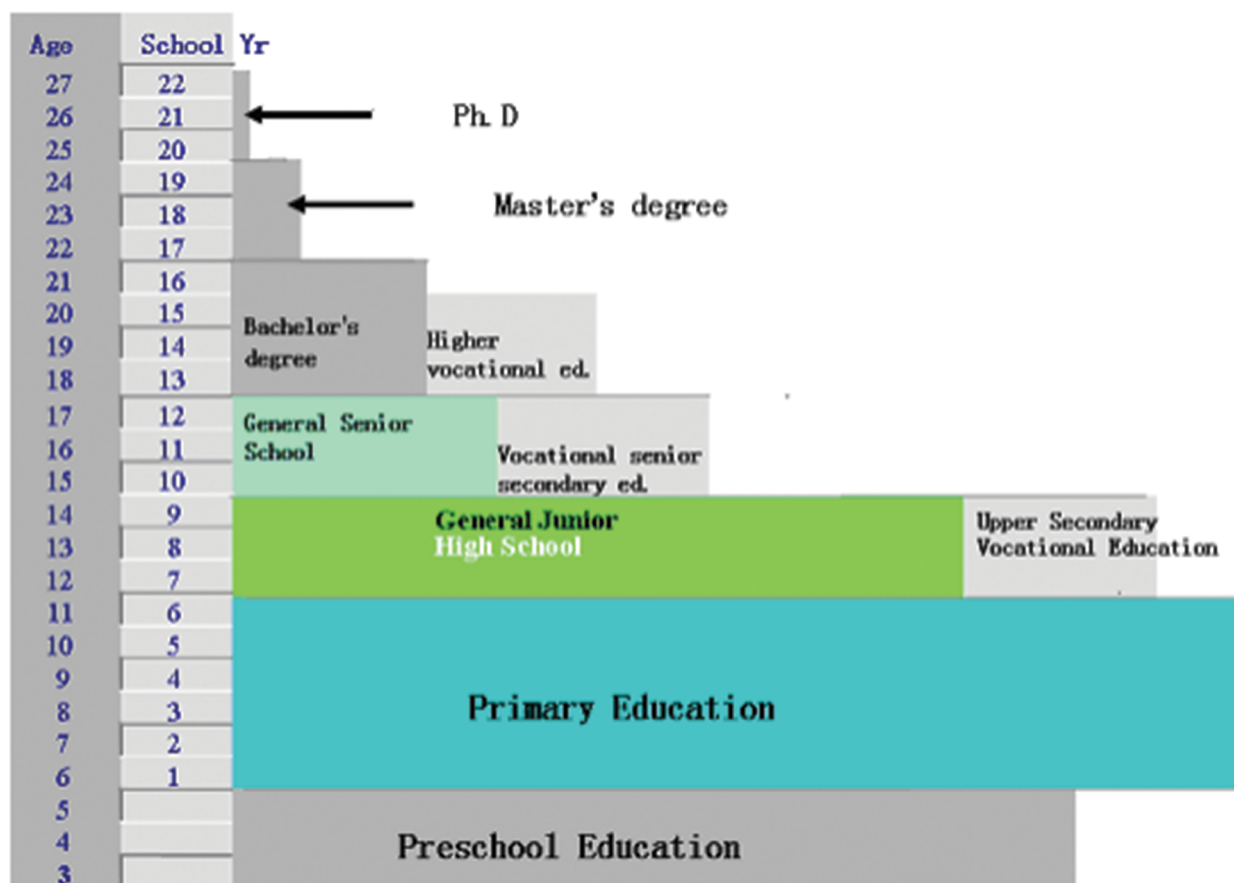 Age School Yr
27 22
26 21 Ph. D
25 20
24 19
23 18 Master's degree
22 17
21 16
20 15
19 14
18 13
Bachelor's
degree
Higher
vocational ed.
17 12
16 11
15 10
General Senior
School
Vocational senior
secondary ed.
14 9
13 8
12 7
General Junior
High School
Upper Secondary
Vocational Education
11 6
10 5
9 4
8 3
7 2
6 1
Primary Education
5
4
3
Preschool Education